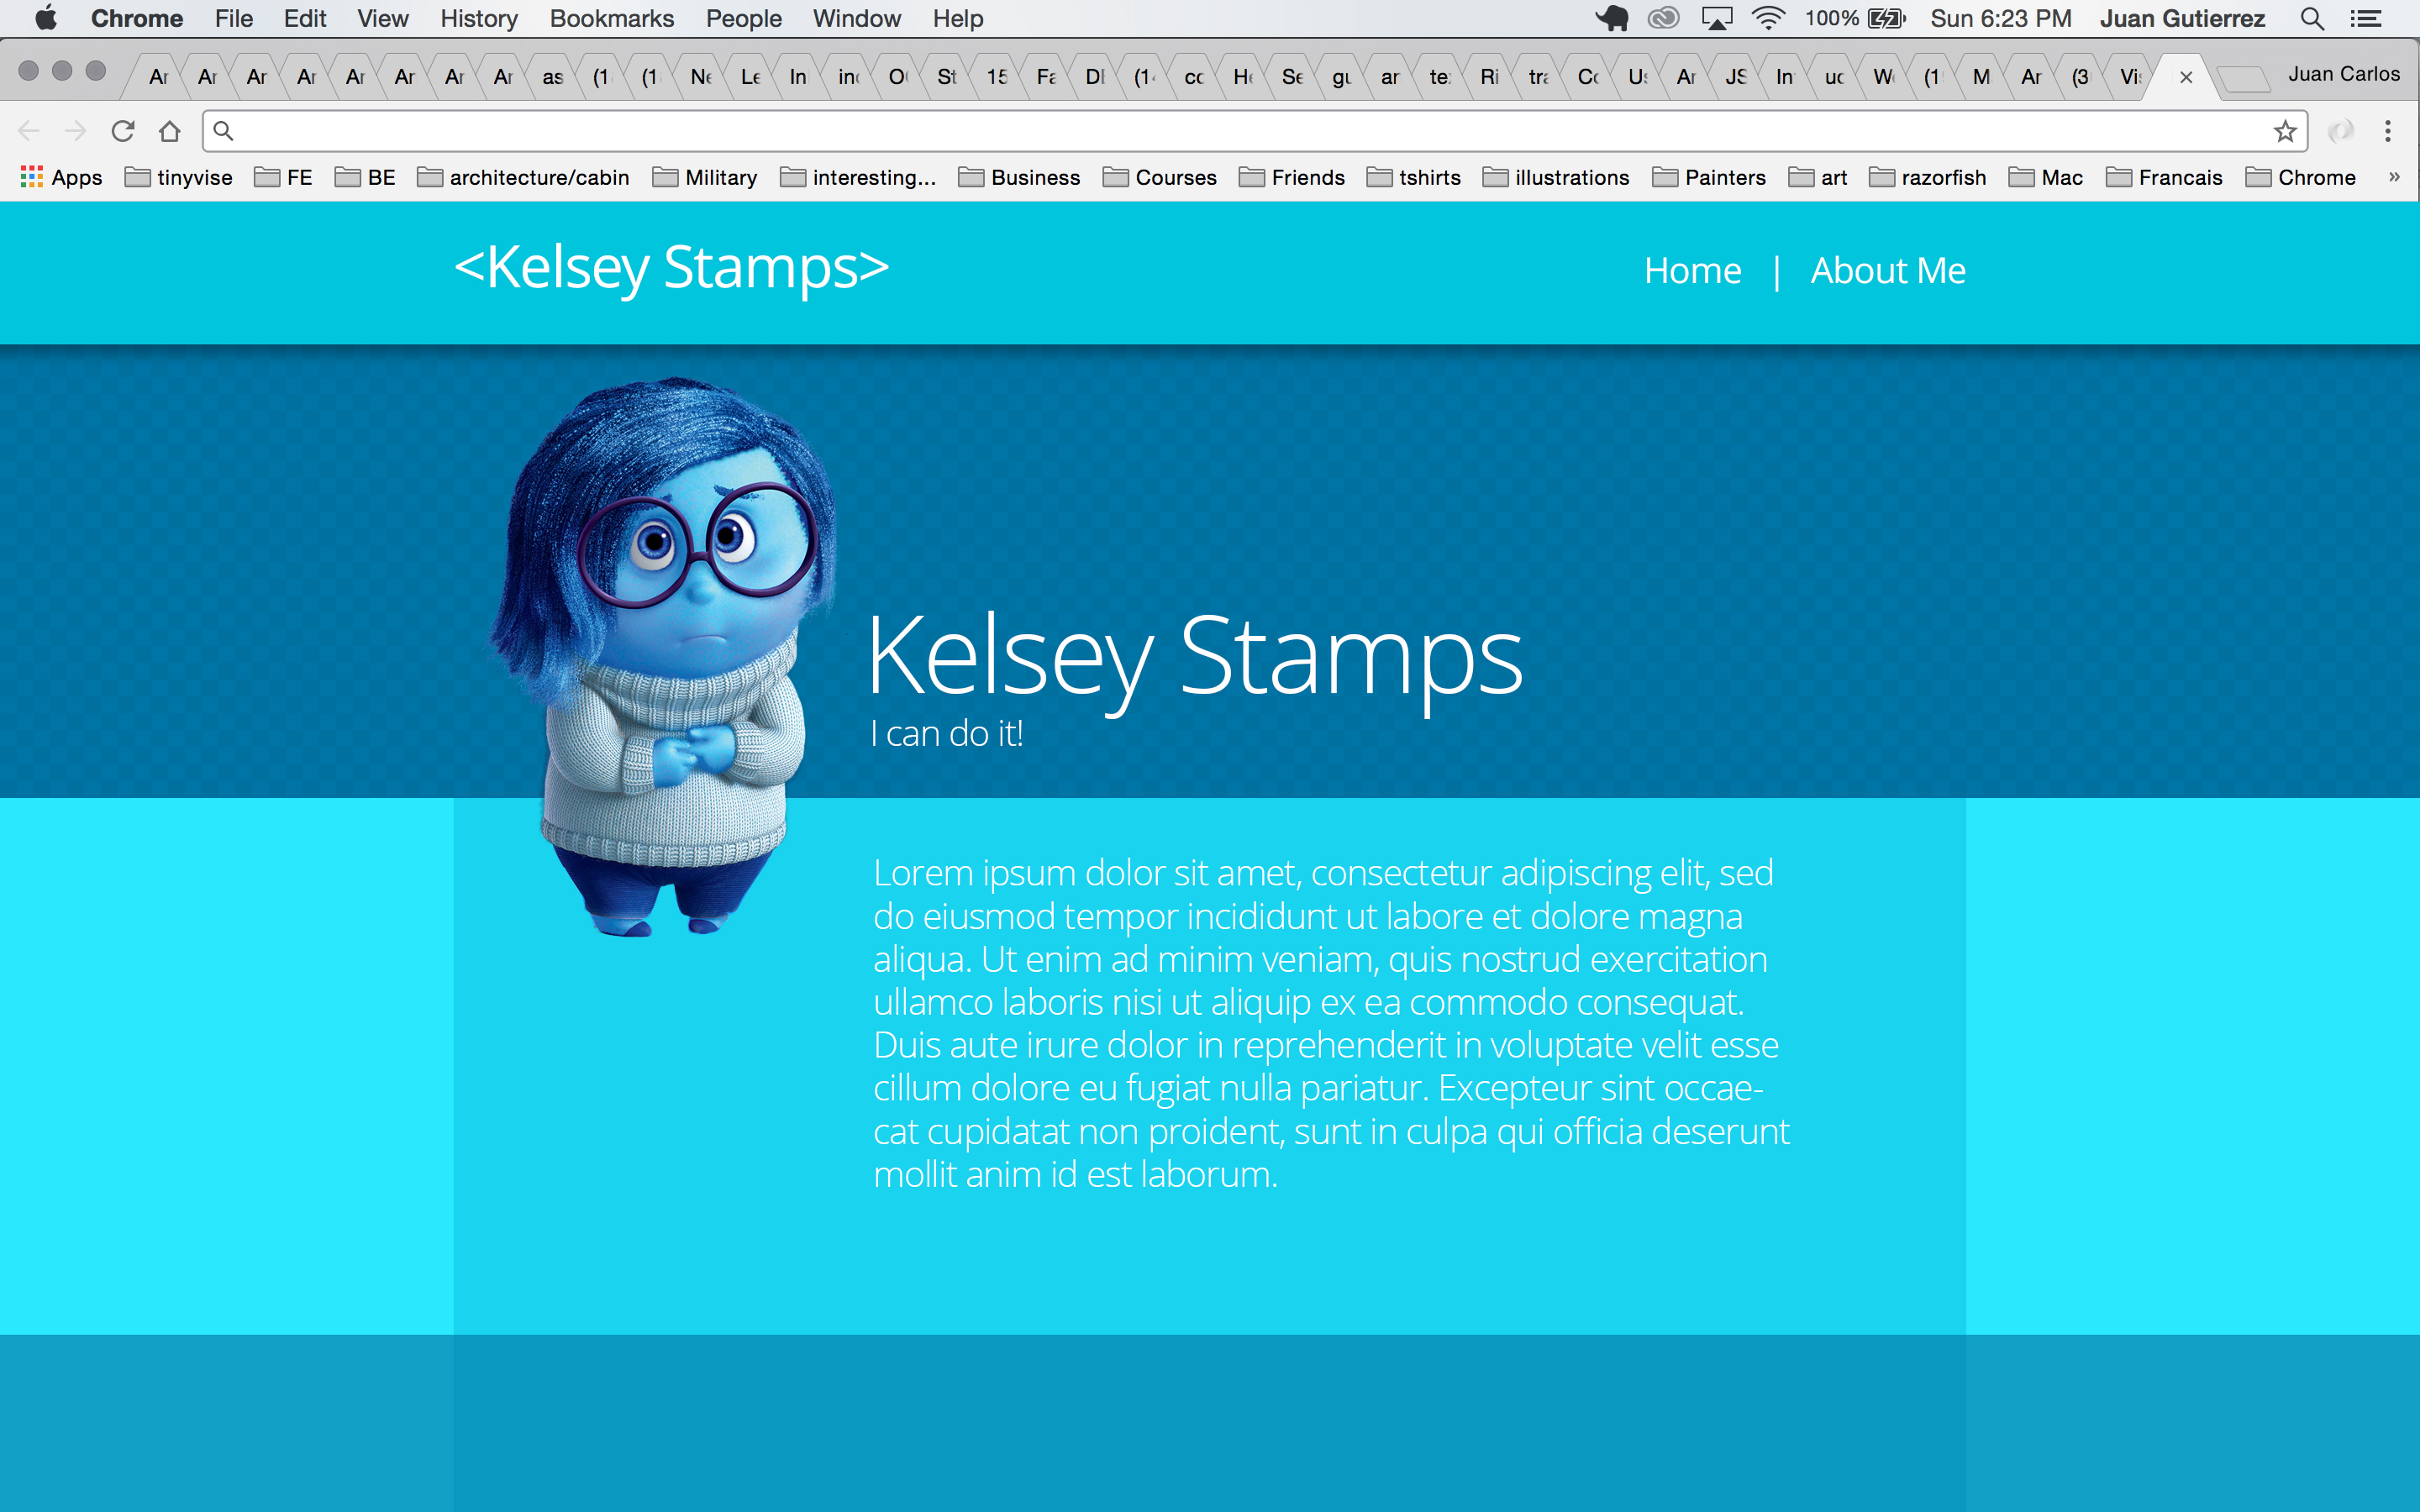 Chrome File Edit View History Bookmarks People Window Help 100% Sun 6:23 PM Juan Gutierrez
Ar Ar Ar Ar Ar Ar Ar Ar as (1 (1 Ne Le In in O St 15 Fa D (1 cc H Se gu ar te Ri tra C U Ar JS In uc W (1 M Ar (3 Vi Juan Carlos
Apps tinyvise FE BE architecture/cabin Military interesting... Business Courses Friends tshirts illustrations Painters art razorfish Mac Francais Chrome »
<Kelsey Stamps> Home | About Me
Kelsey Stamps
I can do it!
Lorem ipsum dolor sit amet, consectetur adipiscing elit, sed
do eiusmod tempor incididunt ut labore et dolore magna
aliqua. Ut enim ad minim veniam, quis nostrud exercitation
ullamco laboris nisi ut aliquip ex ea commodo consequat.
Duis aute irure dolor in reprehenderit in voluptate velit esse
cillum dolore eu fugiat nulla pariatur. Excepteur sint occae-
cat cupidatat non proident, sunt in culpa qui officia deserunt
mollit anim id est laborum.